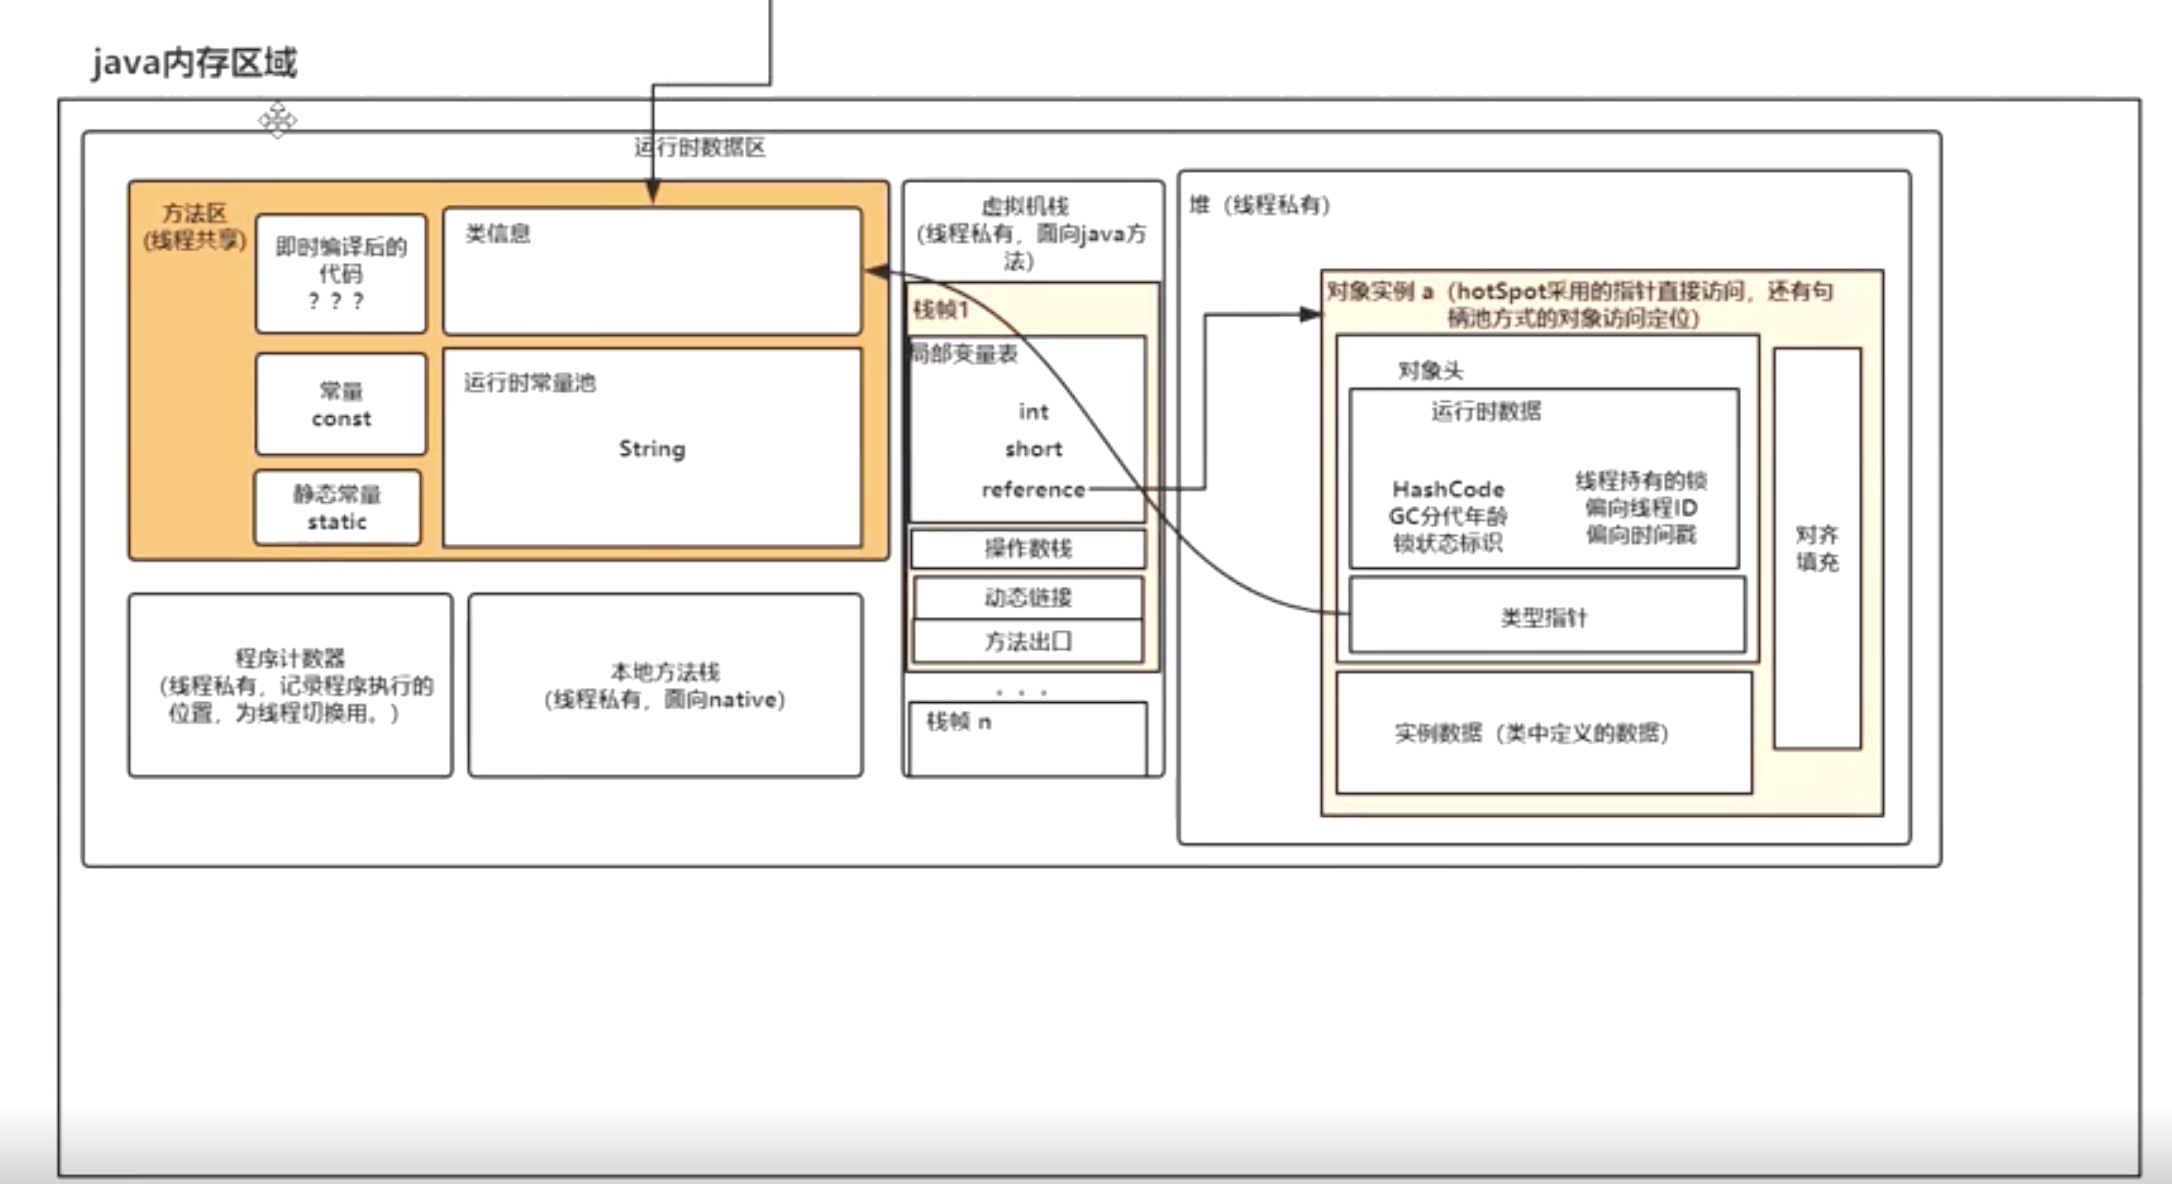 java内存区域
运行时数据区
方法区
(线程共享)
即时编译后的
代码
？？？
类信息
常量
const
运行时常量池
String
静态常量
static
程序计数器
（线程私有，记录程序执行的
位置，为线程切换用。）
本地方法栈
（线程私有，面向native）
虚拟机栈
（线程私有，面向java方
法）
栈帧1
局部变量表
int
short
reference
操作数栈
动态链接
方法出口
...
栈帧 n
堆（线程私有）
对象实例 a（hotSpot采用的指针直接访问，还有句
柄池方式的对象访问定位）
对象头
运行时数据
HashCode
GC分代年龄
锁状态标识
线程持有的锁
偏向线程ID
偏向时间戳
类型指针
实例数据（类中定义的数据）
对齐
填充